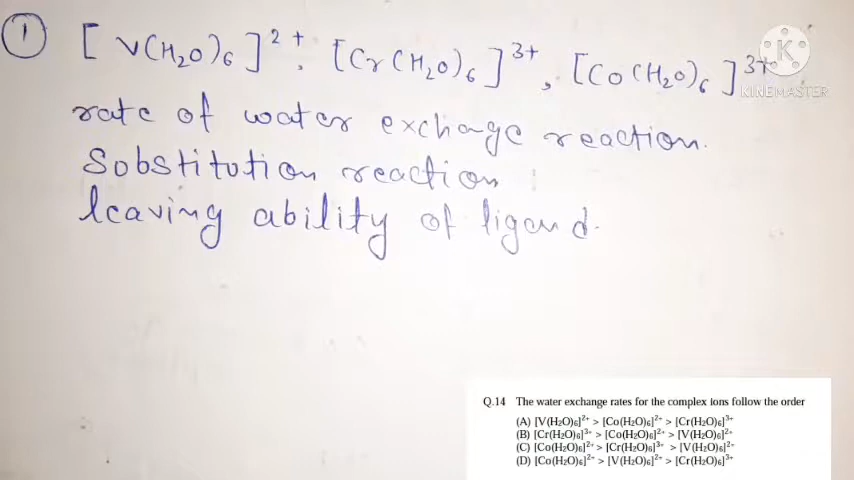 ① [V(H₂O)₆]²⁺, [Cr(H₂O)₆]³⁺, [Co(H₂O)₆]³⁺
KINEMASTER
rate of water exchange reaction.
Sobstitution reaction
leaving ability of ligand.
Q.14 The water exchange rates for the complex ions follow the order
(A) [V(H₂O)₆]²⁺ > [Co(H₂O)₆]²⁺ > [Cr(H₂O)₆]³⁺
(B) [Cr(H₂O)₆]³⁺ > [Co(H₂O)₆]²⁺ > [V(H₂O)₆]²⁺
(C) [Co(H₂O)₆]²⁺ > [Cr(H₂O)₆]³⁺ > [V(H₂O)₆]²⁺
(D) [Co(H₂O)₆]²⁺ > [V(H₂O)₆]²⁺ > [Cr(H₂O)₆]³⁺